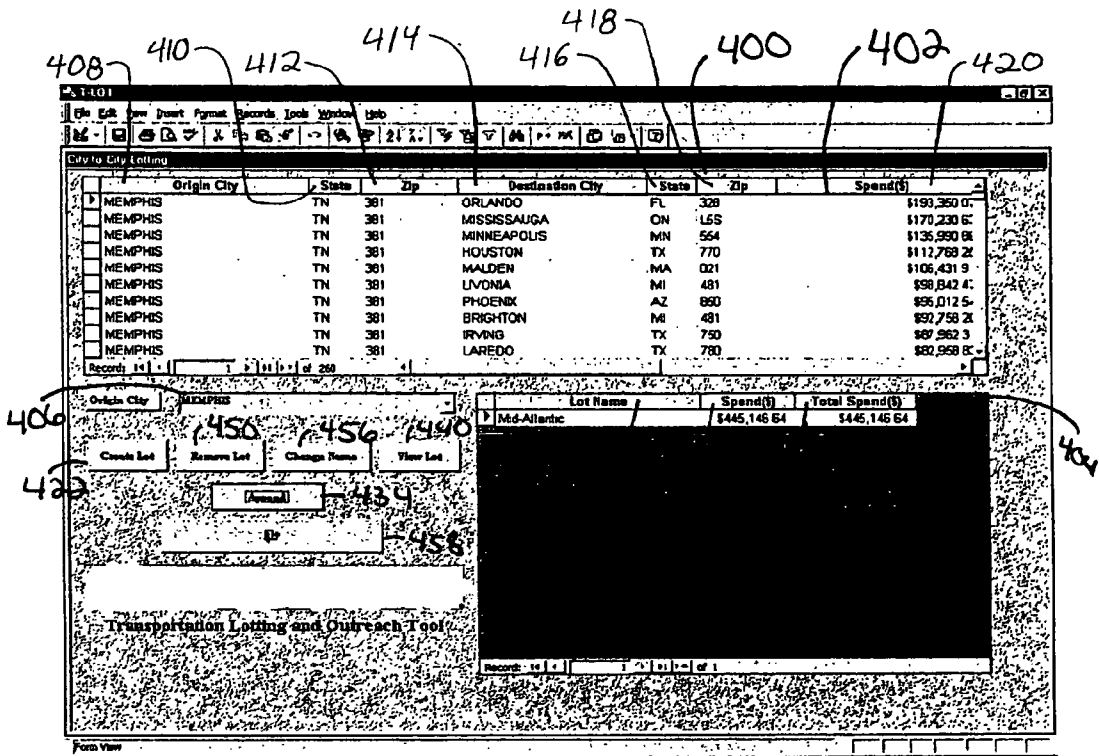 418
410 414 416 400 402 420
408 412
T-LOT
File Edit View Insert Format Records Tools Window Help
City to City Lotting
Origin City State Zip Destination City State Zip Spend($)
MEMPHIS TN 381 ORLANDO FL 328
MEMPHIS TN 381 MISSISSAUGA ON L5S
MEMPHIS TN 381 MINNEAPOLIS MN 554
MEMPHIS TN 381 HOUSTON TX 770
MEMPHIS TN 381 MALDEN MA 021
MEMPHIS TN 381 LIVONIA MI 481
MEMPHIS TN 381 PHOENIX AZ 850
MEMPHIS TN 381 BRIGHTON MI 481
MEMPHIS TN 381 IRVING TX 750
MEMPHIS TN 381 LAREDO TX 780
Record: 1 of 260
406 Origin City MEMPHIS
Lot Name Spend($) Total Spend($)
Mid-Atlantic $445,146.64 $445,146.64
404
450 456 440
Create Lot Remove Lot Change Name View Lot
422
434
458
Transportation Lotting and Outreach Tool
Record: 1 of 1
Form View